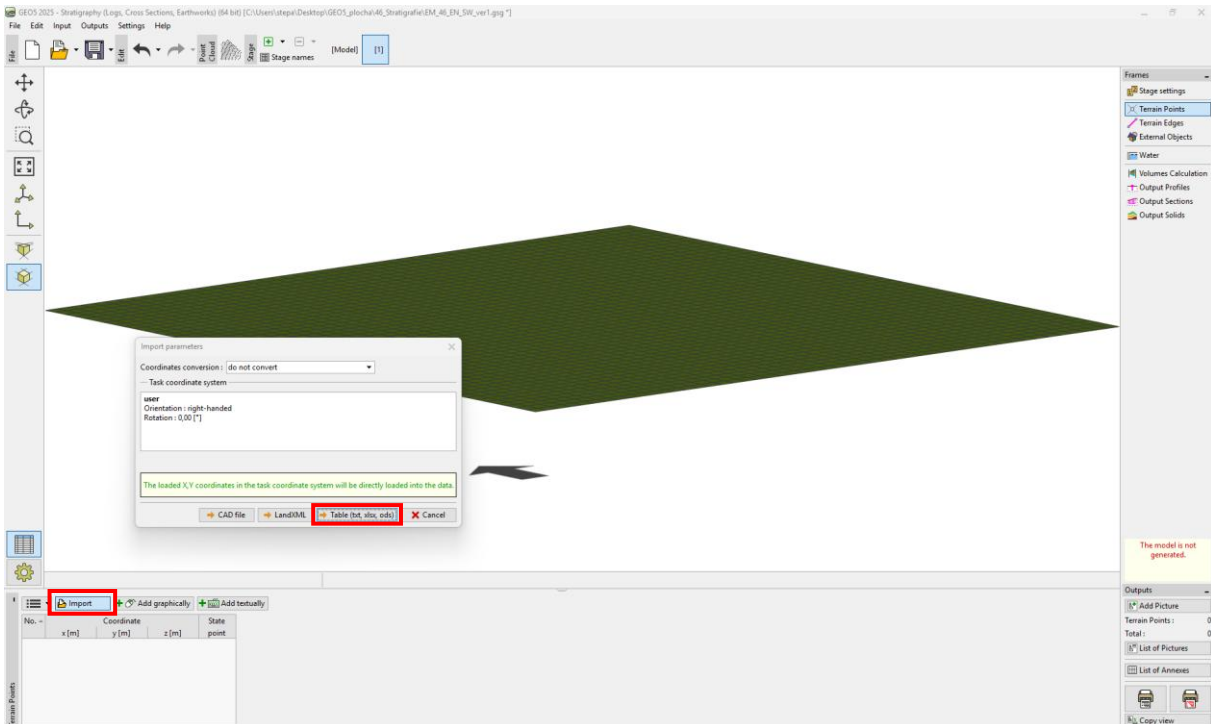 GEO5 2025 - Stratigraphy (Logs, Cross Sections, Earthworks) (64 bit) [C:\Users\stepa\Desktop\GEO5_plocha\46_Stratigrafie\EM_46_EN_SW_ver1.gsg *]
File Edit Input Outputs Settings Help
File
Edit
Point Cloud
Stage
Stage names
[Model] [1]
Frames
Stage settings
Terrain Points
Terrain Edges
External Objects
Water
Volumes Calculation
Output Profiles
Output Sections
Output Solids
Import parameters
Coordinates conversion : do not convert
Task coordinate system
user
Orientation : right-handed
Rotation : 0,00 [°]
The loaded X,Y coordinates in the task coordinate system will be directly loaded into the data.
CAD file LandXML Table (txt, xlsx, ods) Cancel
The model is not
generated.
Import Add graphically Add textually
No. Coordinate State
x [m] y [m] z [m] point
Terrain Points
Outputs
Add Picture
Terrain Points : 0
Total : 0
List of Pictures
List of Annexes
Copy view